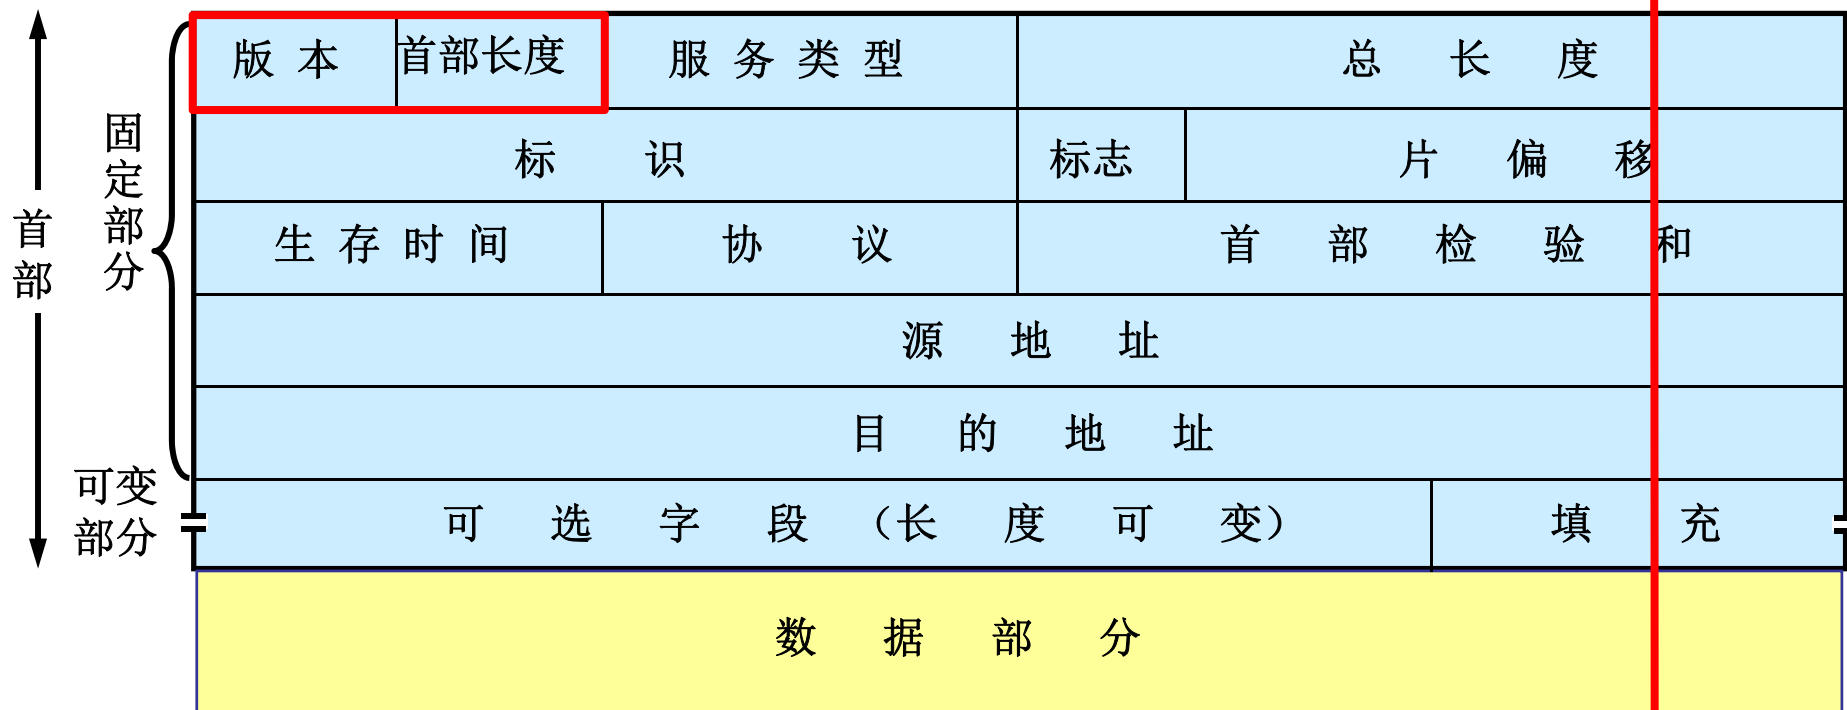 版本 首部长度 服务类型 总长度
标识 标志 片偏移
生存时间 协议 首部检验和
源地址
目的地址
可选字段（长度可变） 填充
数据部分
首部
固定部分
可变
部分